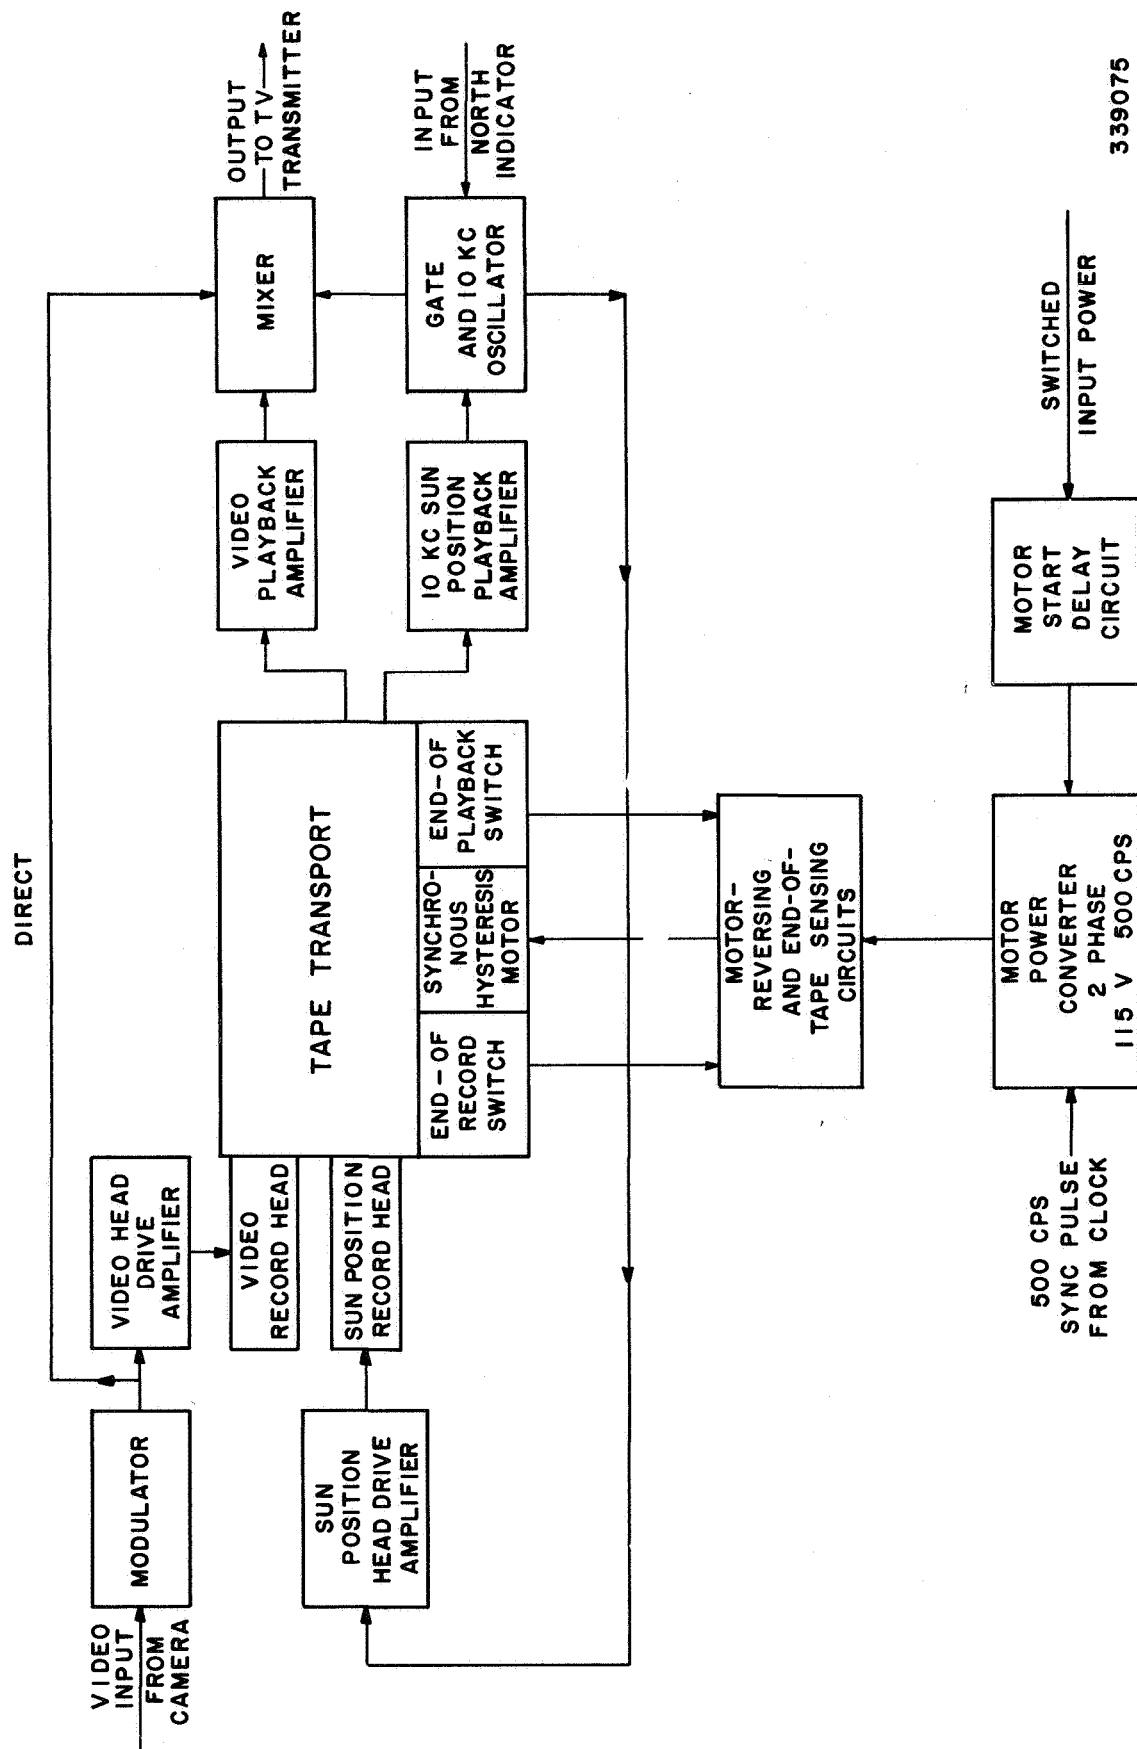 DIRECT
VIDEO
INPUT
FROM
CAMERA
MODULATOR
VIDEO HEAD
DRIVE
AMPLIFIER
VIDEO
RECORD HEAD
SUN POSITION
RECORD HEAD
SUN
POSITION
HEAD DRIVE
AMPLIFIER
TAPE TRANSPORT
END-OF
RECORD
SWITCH
SYNCHRO-
NOUS
HYSTERESIS
MOTOR
END-OF
PLAYBACK
SWITCH
VIDEO
PLAYBACK
AMPLIFIER
10 KC SUN
POSITION
PLAYBACK
AMPLIFIER
MIXER
OUTPUT
TO TV
TRANSMITTER
GATE
AND 10 KC
OSCILLATOR
INPUT
FROM
NORTH
INDICATOR
MOTOR-
REVERSING
AND END-OF-
TAPE SENSING
CIRCUITS
500 CPS
SYNC PULSE
FROM CLOCK
MOTOR
POWER
CONVERTER
2 PHASE
115 V 500 CPS
MOTOR
START
DELAY
CIRCUIT
SWITCHED
INPUT POWER
339075